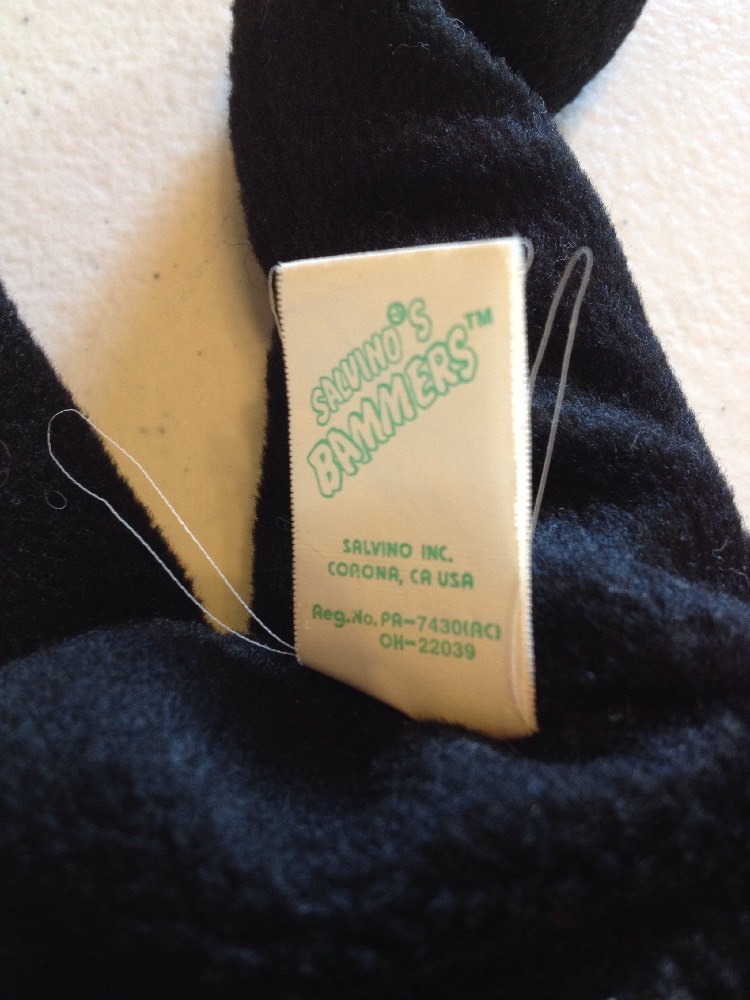 SALVINO'S®
BAMMERS™
SALVINO INC.
CORONA, CA USA
Reg.No. PA-7430(AC)
OH-22039